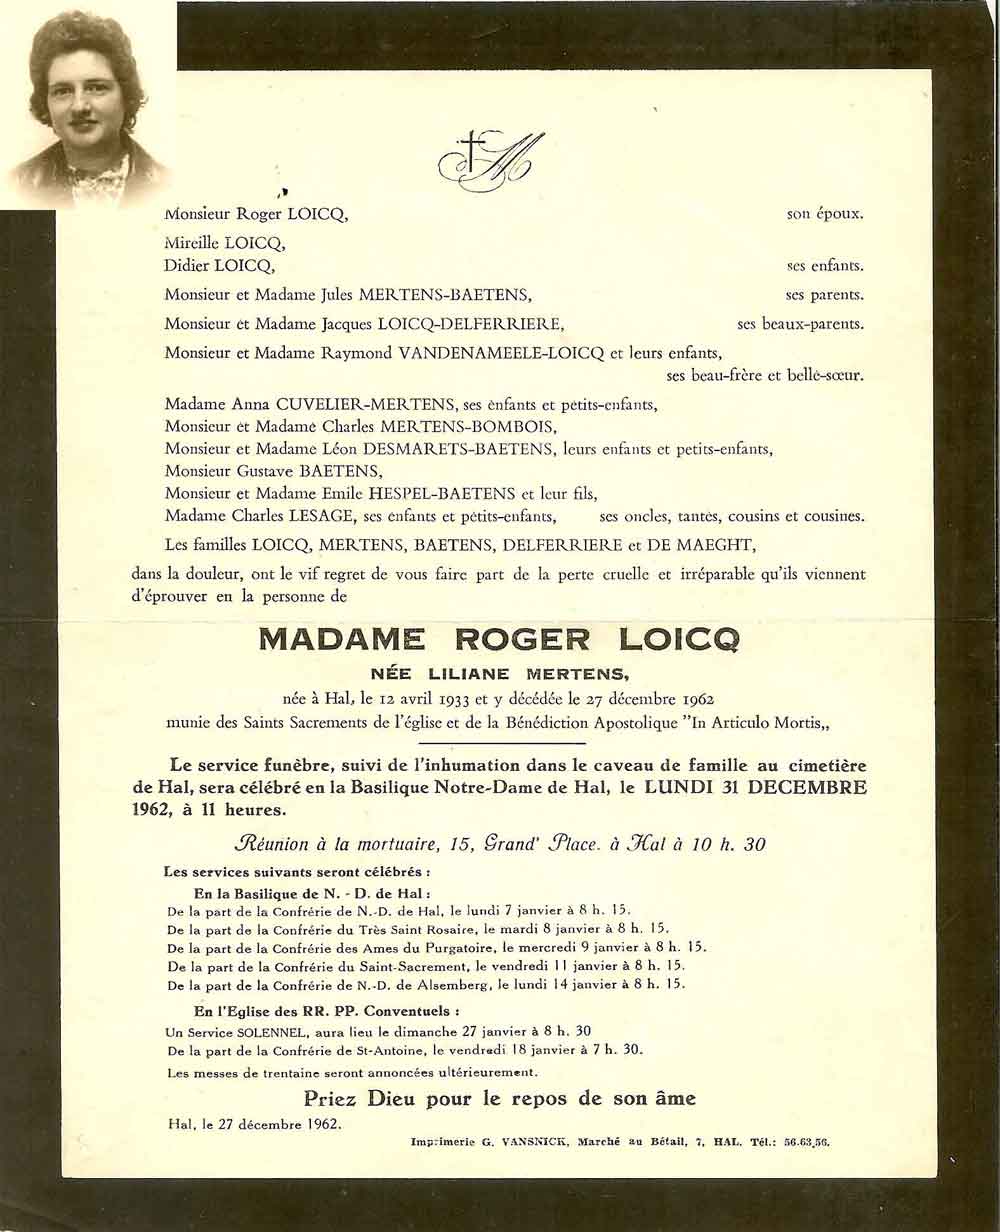 M
Monsieur Roger LOICQ, son époux.
Mireille LOICQ,
Didier LOICQ, ses enfants.
Monsieur et Madame Jules MERTENS-BAETENS, ses parents.
Monsieur et Madame Jacques LOICQ-DELFERRIERE, ses beaux-parents.
Monsieur et Madame Raymond VANDENAMEELE-LOICQ et leurs enfants,
ses beau-frère et belle-sœur.
Madame Anna CUVELIER-MERTENS, ses enfants et petits-enfants,
Monsieur et Madame Charles MERTENS-BOMBOIS,
Monsieur et Madame Léon DESMARETS-BAETENS, leurs enfants et petits-enfants,
Monsieur Gustave BAETENS,
Monsieur et Madame Emile HESPEL-BAETENS et leur fils,
Madame Charles LESAGE, ses enfants et petits-enfants, ses oncles, tantes, cousins et cousines.
Les familles LOICQ, MERTENS, BAETENS, DELFERRIERE et DE MAEGHT,
dans la douleur, ont le vif regret de vous faire part de la perte cruelle et irréparable qu'ils viennent
d'éprouver en la personne de
MADAME ROGER LOICQ
NÉE LILIANE MERTENS,
née à Hal, le 12 avril 1933 et y décédée le 27 décembre 1962
munie des Saints Sacrements de l'église et de la Bénédiction Apostolique "In Articulo Mortis,,
Le service funèbre, suivi de l'inhumation dans le caveau de famille au cimetière
de Hal, sera célébré en la Basilique Notre-Dame de Hal, le LUNDI 31 DECEMBRE
1962, à 11 heures.
Réunion à la mortuaire, 15, Grand' Place. à Hal à 10 h. 30
Les services suivants seront célébrés :
En la Basilique de N. - D. de Hal :
De la part de la Confrérie de N.-D. de Hal, le lundi 7 janvier à 8 h. 15.
De la part de la Confrérie du Très Saint Rosaire, le mardi 8 janvier à 8 h. 15.
De la part de la Confrérie des Ames du Purgatoire, le mercredi 9 janvier à 8 h. 15.
De la part de la Confrérie du Saint-Sacrement, le vendredi 11 janvier à 8 h. 15.
De la part de la Confrérie de N.-D. de Alsemberg, le lundi 14 janvier à 8 h. 15.
En l'Eglise des RR. PP. Conventuels :
Un Service SOLENNEL, aura lieu le dimanche 27 janvier à 8 h. 30
De la part de la Confrérie de St-Antoine, le vendredi 18 janvier à 7 h. 30.
Les messes de trentaine seront annoncées ultérieurement.
Priez Dieu pour le repos de son âme
Hal, le 27 décembre 1962.
Imprimerie G. VANSNICK, Marché au Bétail, 7, HAL. Tél.: 56.63.56.